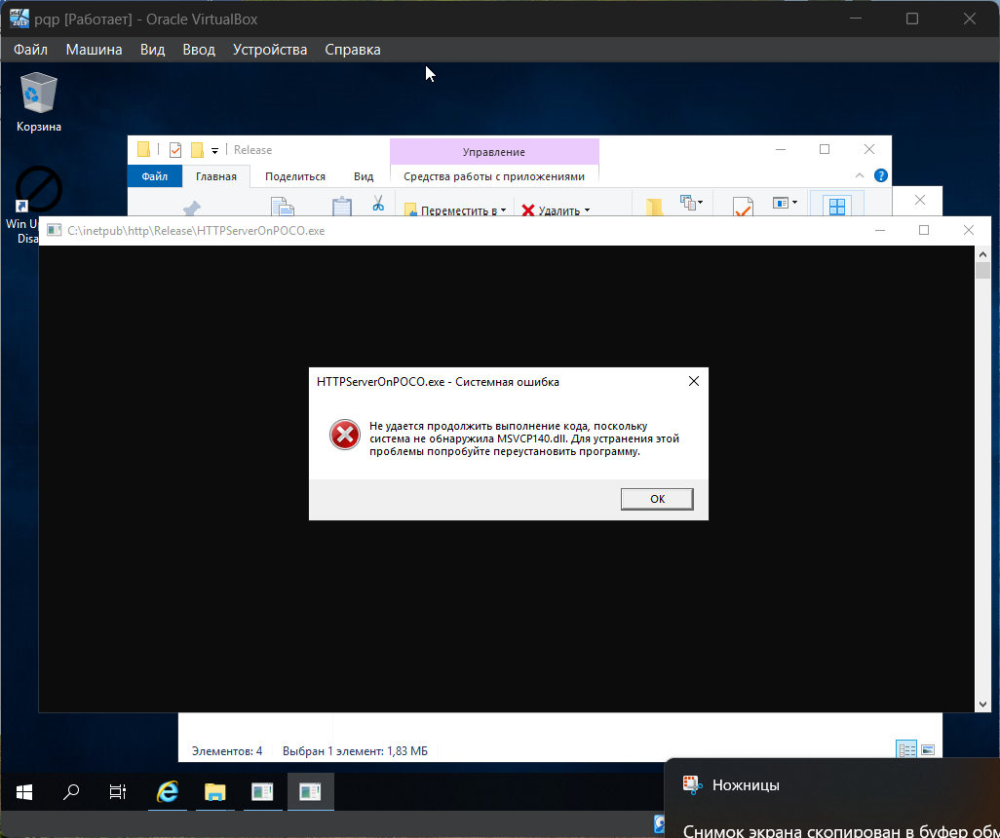 pqp [Работает] - Oracle VirtualBox
Файл Машина Вид Ввод Устройства Справка
Корзина
Release
Управление
Файл Главная Поделиться Вид Средства работы с приложениями
Переместить в Удалить
Win U
Disa
C:\inetpub\http\Release\HTTPServerOnPOCO.exe
HTTPServerOnPOCO.exe - Системная ошибка
Не удается продолжить выполнение кода, поскольку
система не обнаружила MSVCP140.dll. Для устранения этой
проблемы попробуйте переустановить программу.
OK
Элементов: 4 Выбран 1 элемент: 1,83 МБ
Ножницы
Снимок экрана скопирован в буфер обм